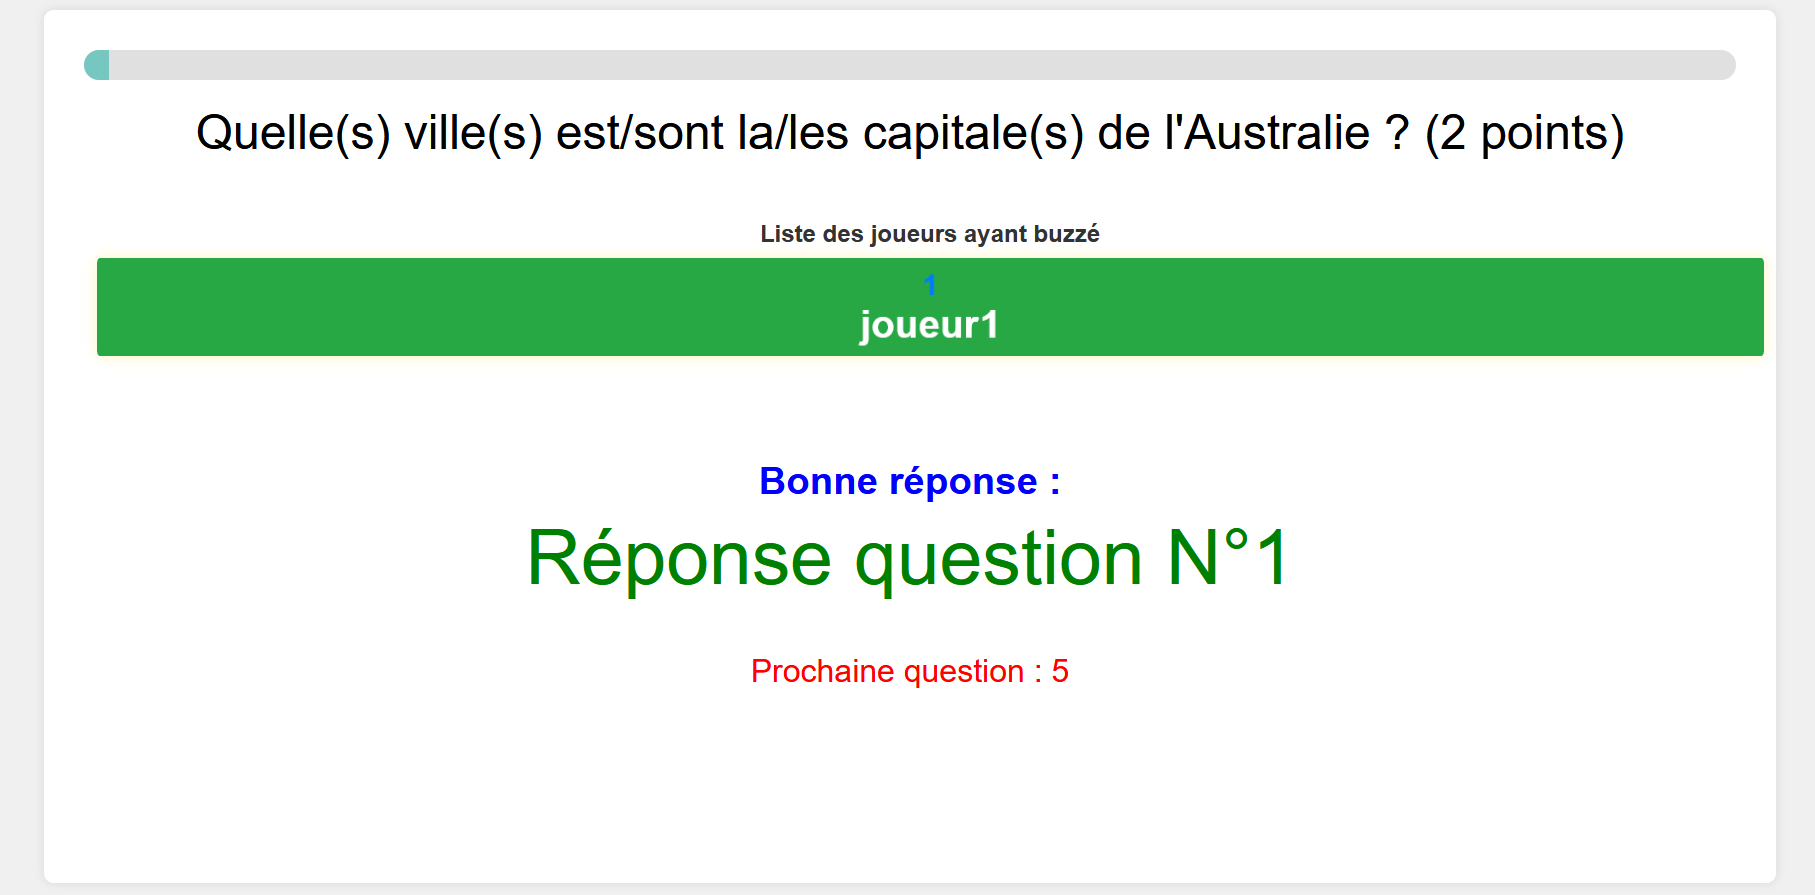 Quelle(s) ville(s) est/sont la/les capitale(s) de l'Australie ? (2 points)
Liste des joueurs ayant buzzé
1
joueur1
Bonne réponse :
Réponse question N°1
Prochaine question : 5